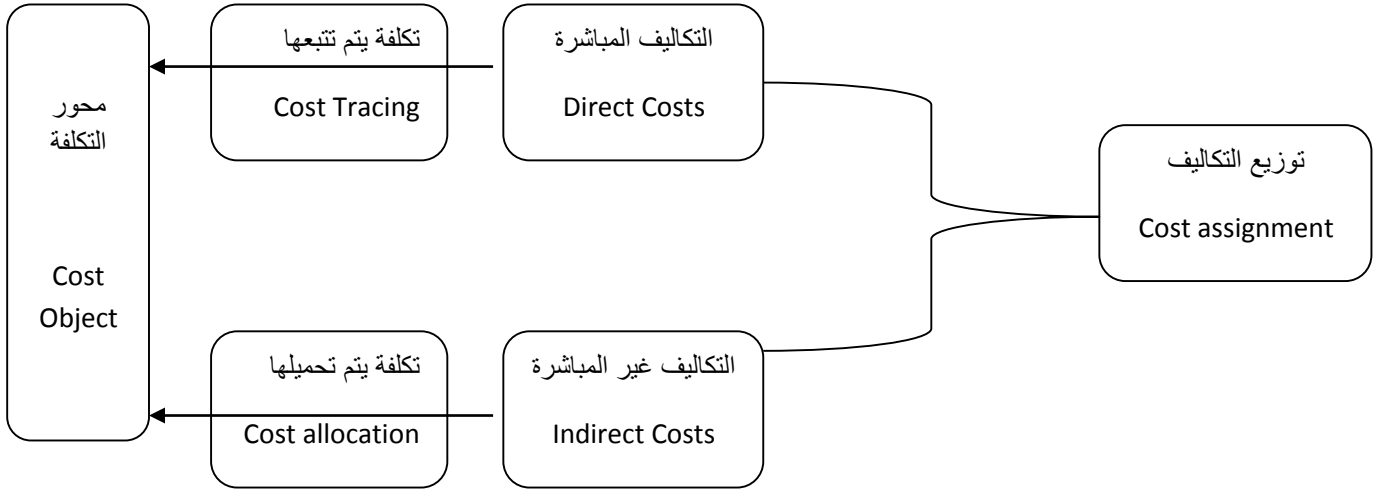 توزيع التكاليف
Cost assignment
التكاليف المباشرة
Direct Costs
تكلفة يتم تتبعها
Cost Tracing
التكاليف غير المباشرة
Indirect Costs
تكلفة يتم تحميلها
Cost allocation
محور
التكلفة
Cost
Object